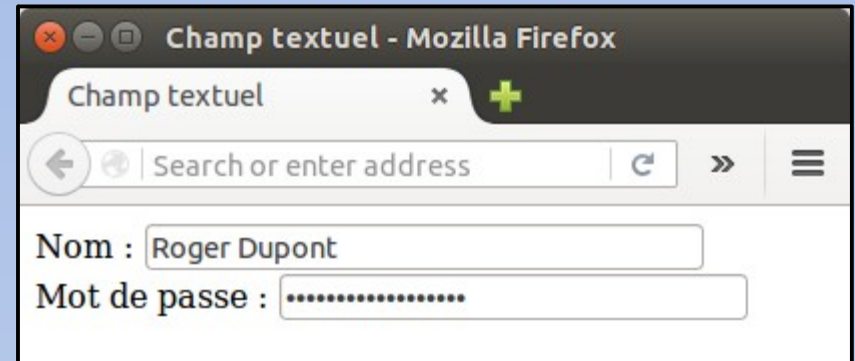 Champ textuel - Mozilla Firefox
Champ textuel
Search or enter address
Nom : Roger Dupont
Mot de passe : ••••••••••••••••••